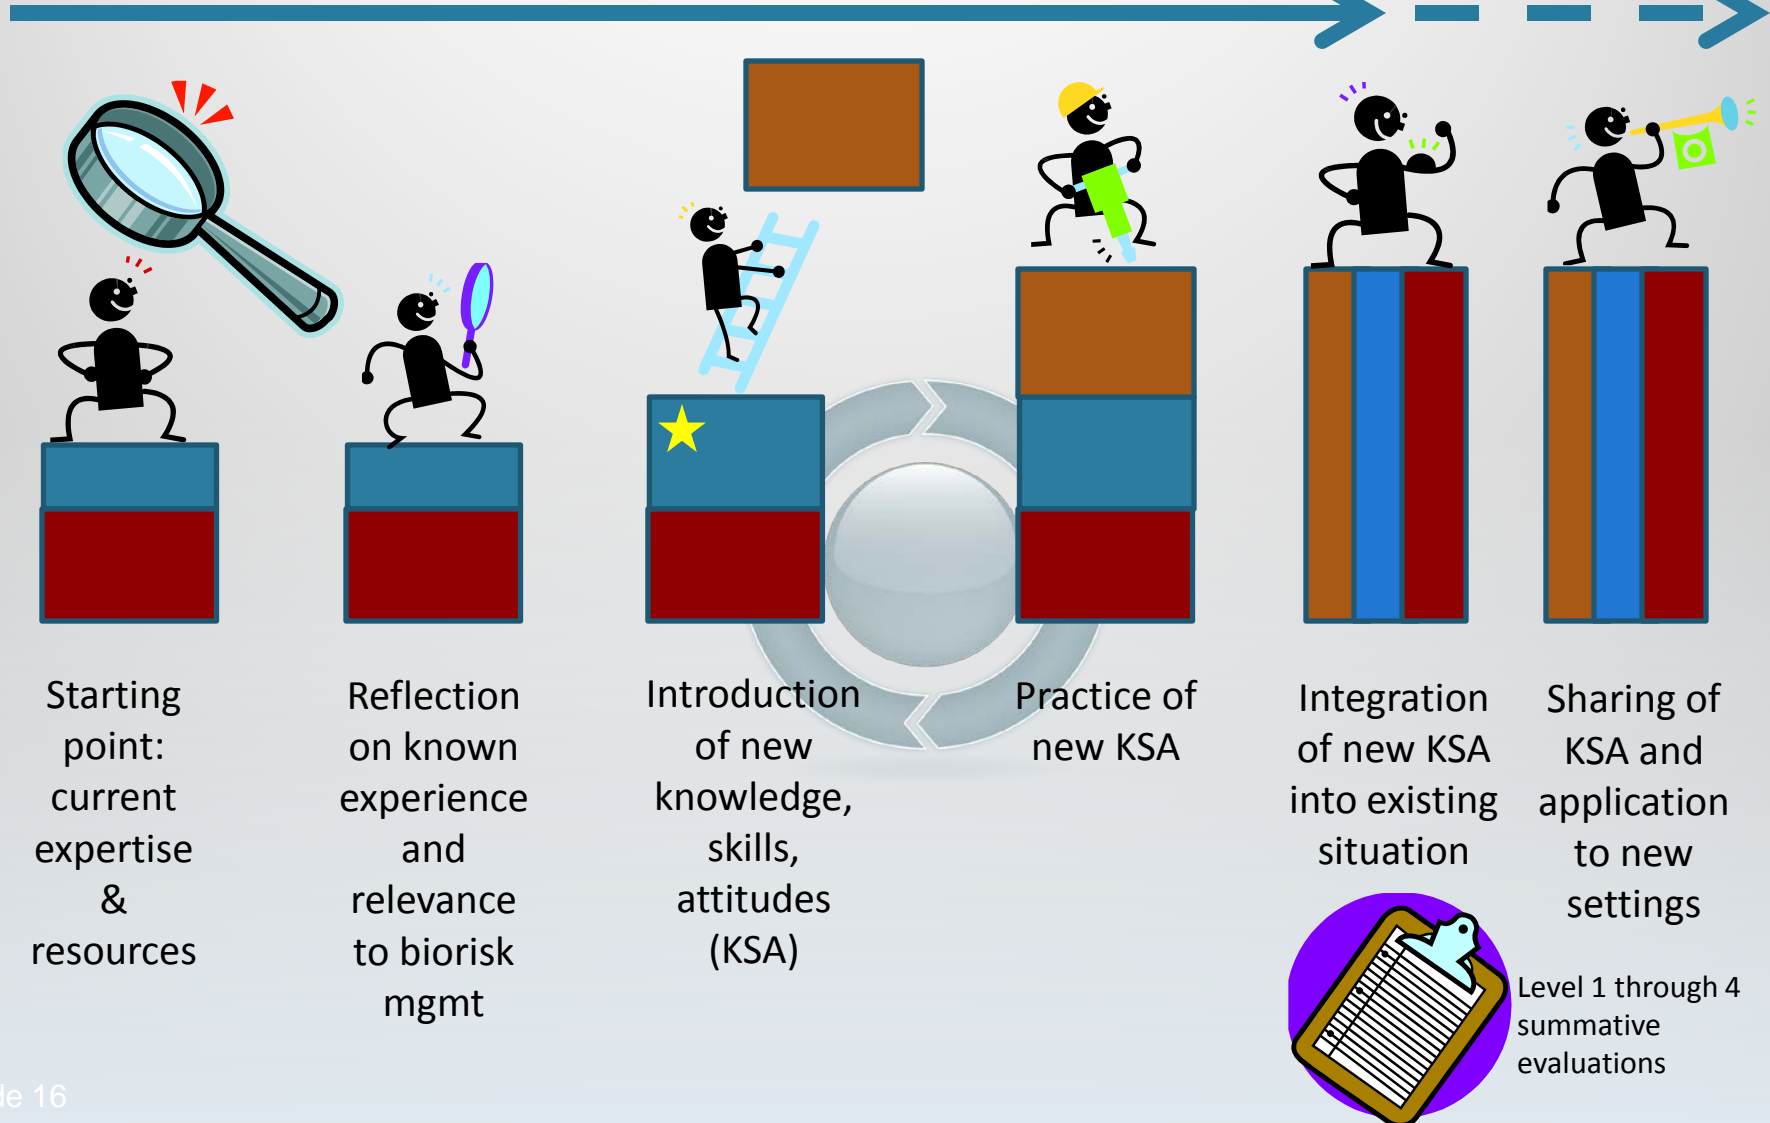 Starting
point:
current
expertise
&
resources
Reflection
on known
experience
and
relevance
to biorisk
mgmt
Introduction
of new
knowledge,
skills,
attitudes
(KSA)
Practice of
new KSA
Integration
of new KSA
into existing
situation
Sharing of
KSA and
application
to new
settings
Level 1 through 4
summative
evaluations
de 16